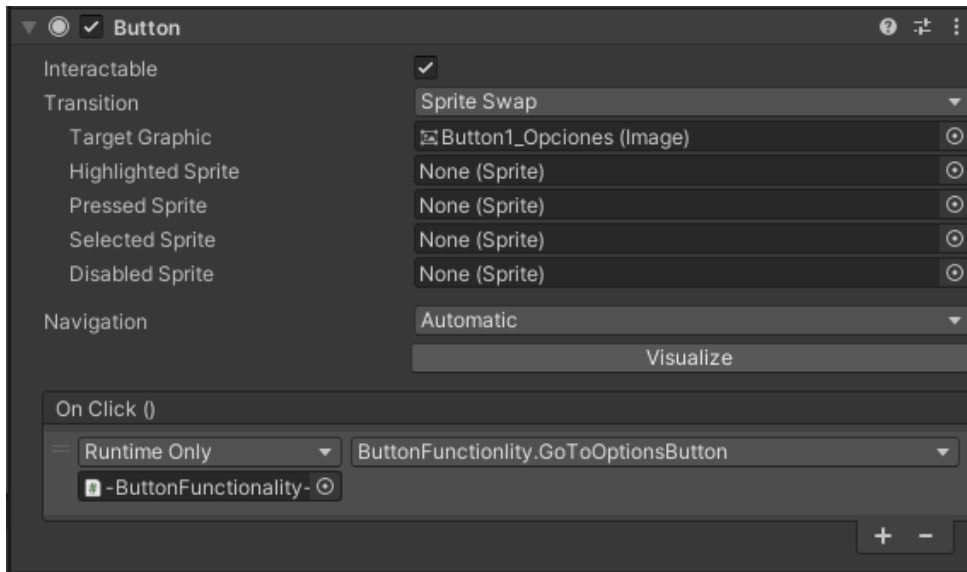 Button
Interactable
Transition Sprite Swap
Target Graphic Button1_Opciones (Image)
Highlighted Sprite None (Sprite)
Pressed Sprite None (Sprite)
Selected Sprite None (Sprite)
Disabled Sprite None (Sprite)
Navigation Automatic
Visualize
On Click ()
Runtime Only ButtonFunctionlity.GoToOptionsButton
-ButtonFunctionality-